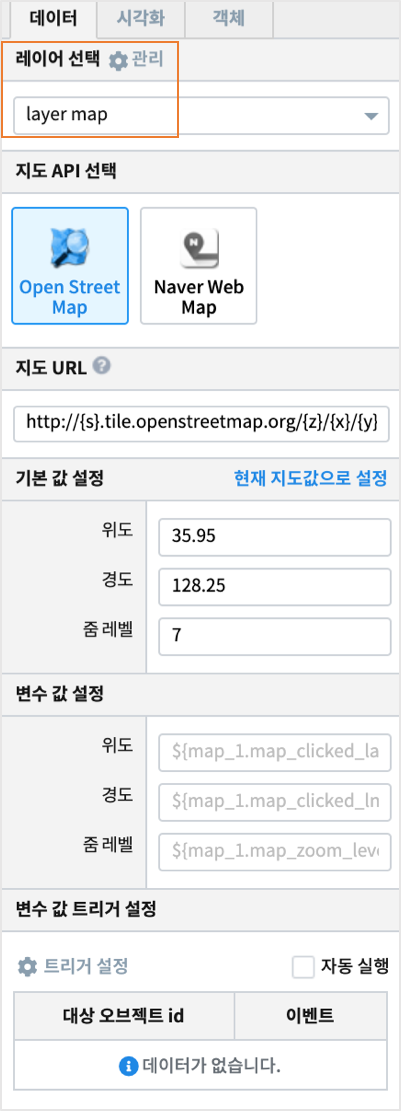 데이터 시각화 객체
레이어 선택 관리
layer map
지도 API 선택
Open Street Map
Naver Web Map
지도 URL ?
http://{s}.tile.openstreetmap.org/{z}/{x}/{y}
기본 값 설정 현재 지도값으로 설정
위도 35.95
경도 128.25
줌 레벨 7
변수 값 설정
위도 ${map_1.map_clicked_la
경도 ${map_1.map_clicked_ln
줌 레벨 ${map_1.map_zoom_leve
변수 값 트리거 설정
트리거 설정 자동 실행
대상 오브젝트 id 이벤트
데이터가 없습니다.